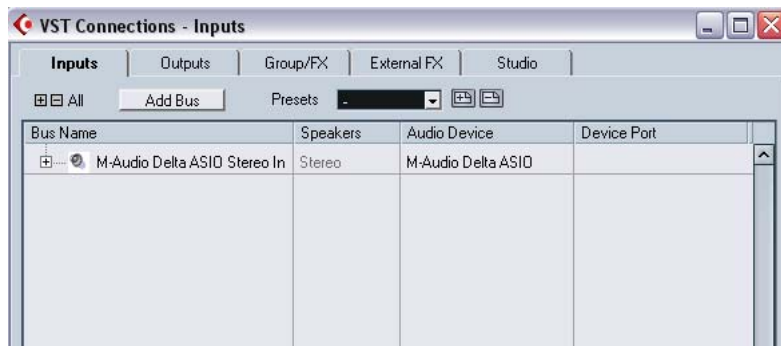 VST Connections - Inputs
Inputs Outputs Group/FX External FX Studio
All Add Bus Presets -
Bus Name Speakers Audio Device Device Port
M-Audio Delta ASIO Stereo In Stereo M-Audio Delta ASIO